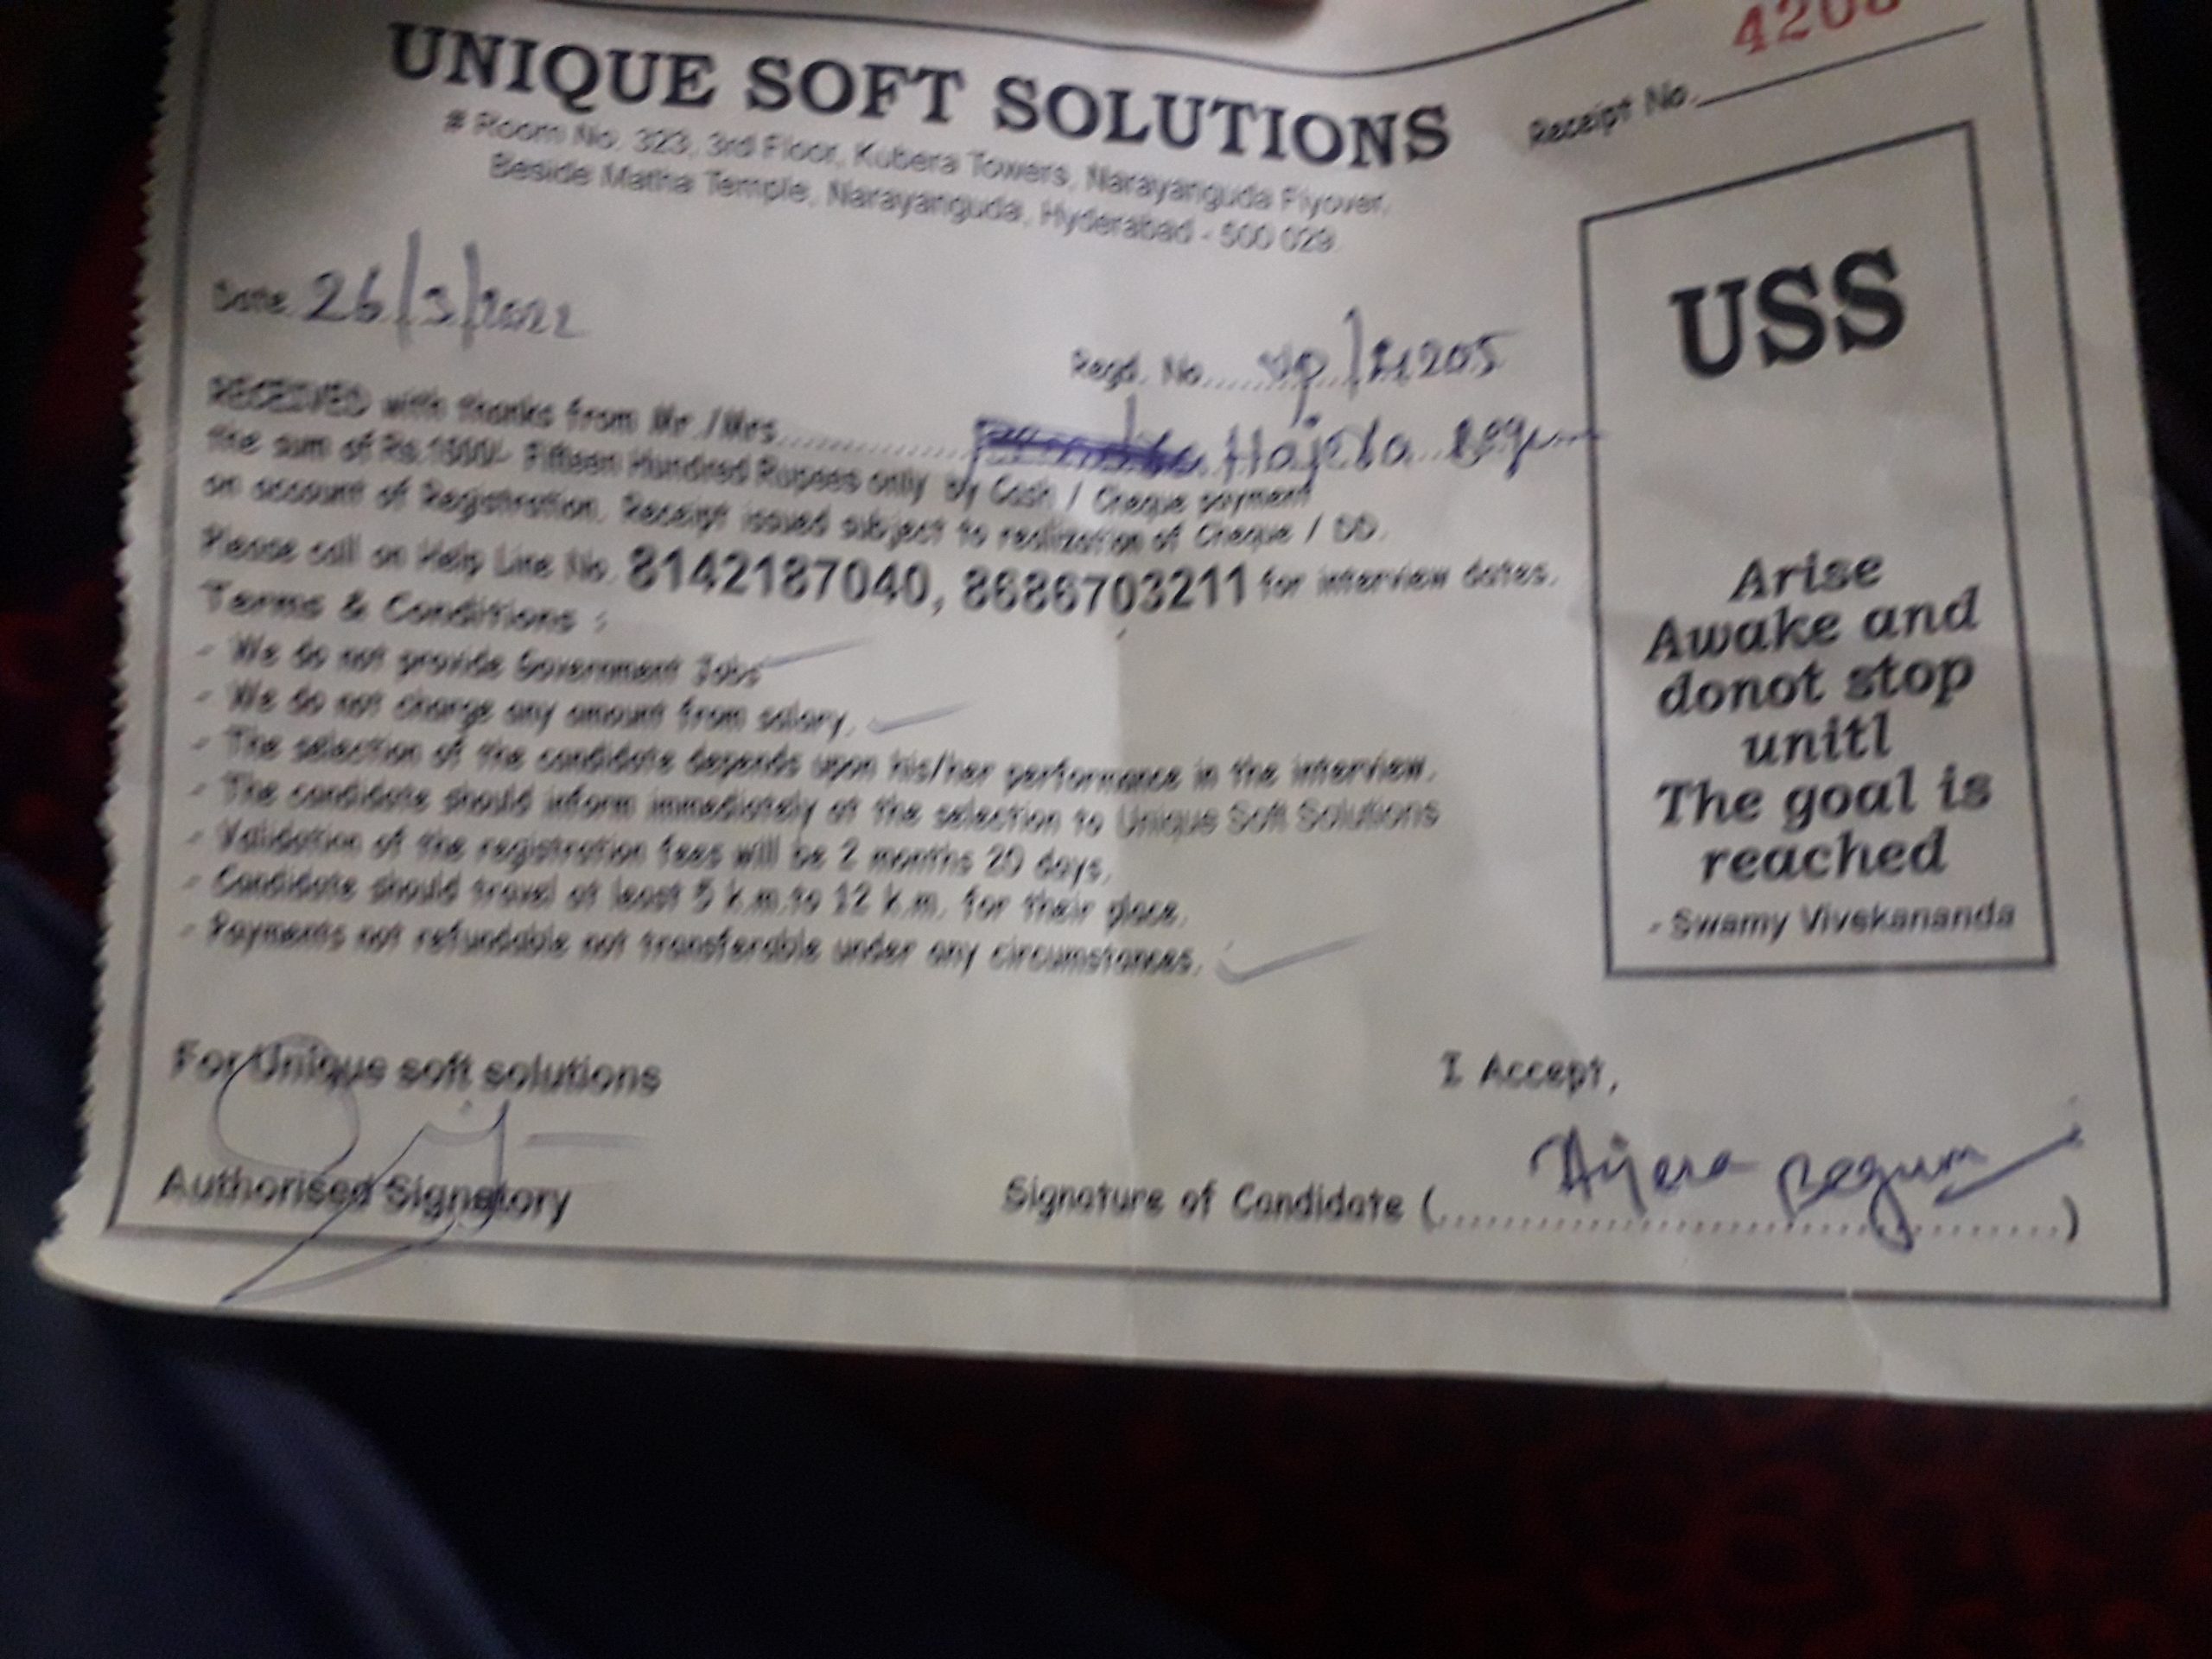 UNIQUE SOFT SOLUTIONS
# Room No. 323, 3rd Floor, Kubera Towers, Narayanguda Flyover,
Beside Matha Temple, Narayanguda, Hyderabad - 500 029.
Receipt No.
Date 26/3/2022
Regd. No.
RECEIVED with thanks from Mr./Mrs. Hajera Begum
the sum of Rs.1500/- Fifteen Hundred Rupees only by Cash / Cheque payment
on account of Registration. Receipt issued subject to realization of Cheque / DD.
Please call on Help Line No. 8142187040, 8686703211 for interview dates.
Terms & Conditions :
- We do not provide Government Jobs
- We do not charge any amount from salary.
- The selection of the candidate depends upon his/her performance in the interview.
- The candidate should inform immediately at the selection to Unique Soft Solutions
- Validation of the registration fees will be 2 months 20 days.
- Candidate should travel at least 5 k.m.to 12 k.m. for their place.
- Payments not refundable not transferable under any circumstances.
For Unique soft solutions
Authorised Signatory
I Accept,
Signature of Candidate (Hajera Begum)
USS
Arise
Awake and
donot stop
unitl
The goal is
reached
- Swamy Vivekananda